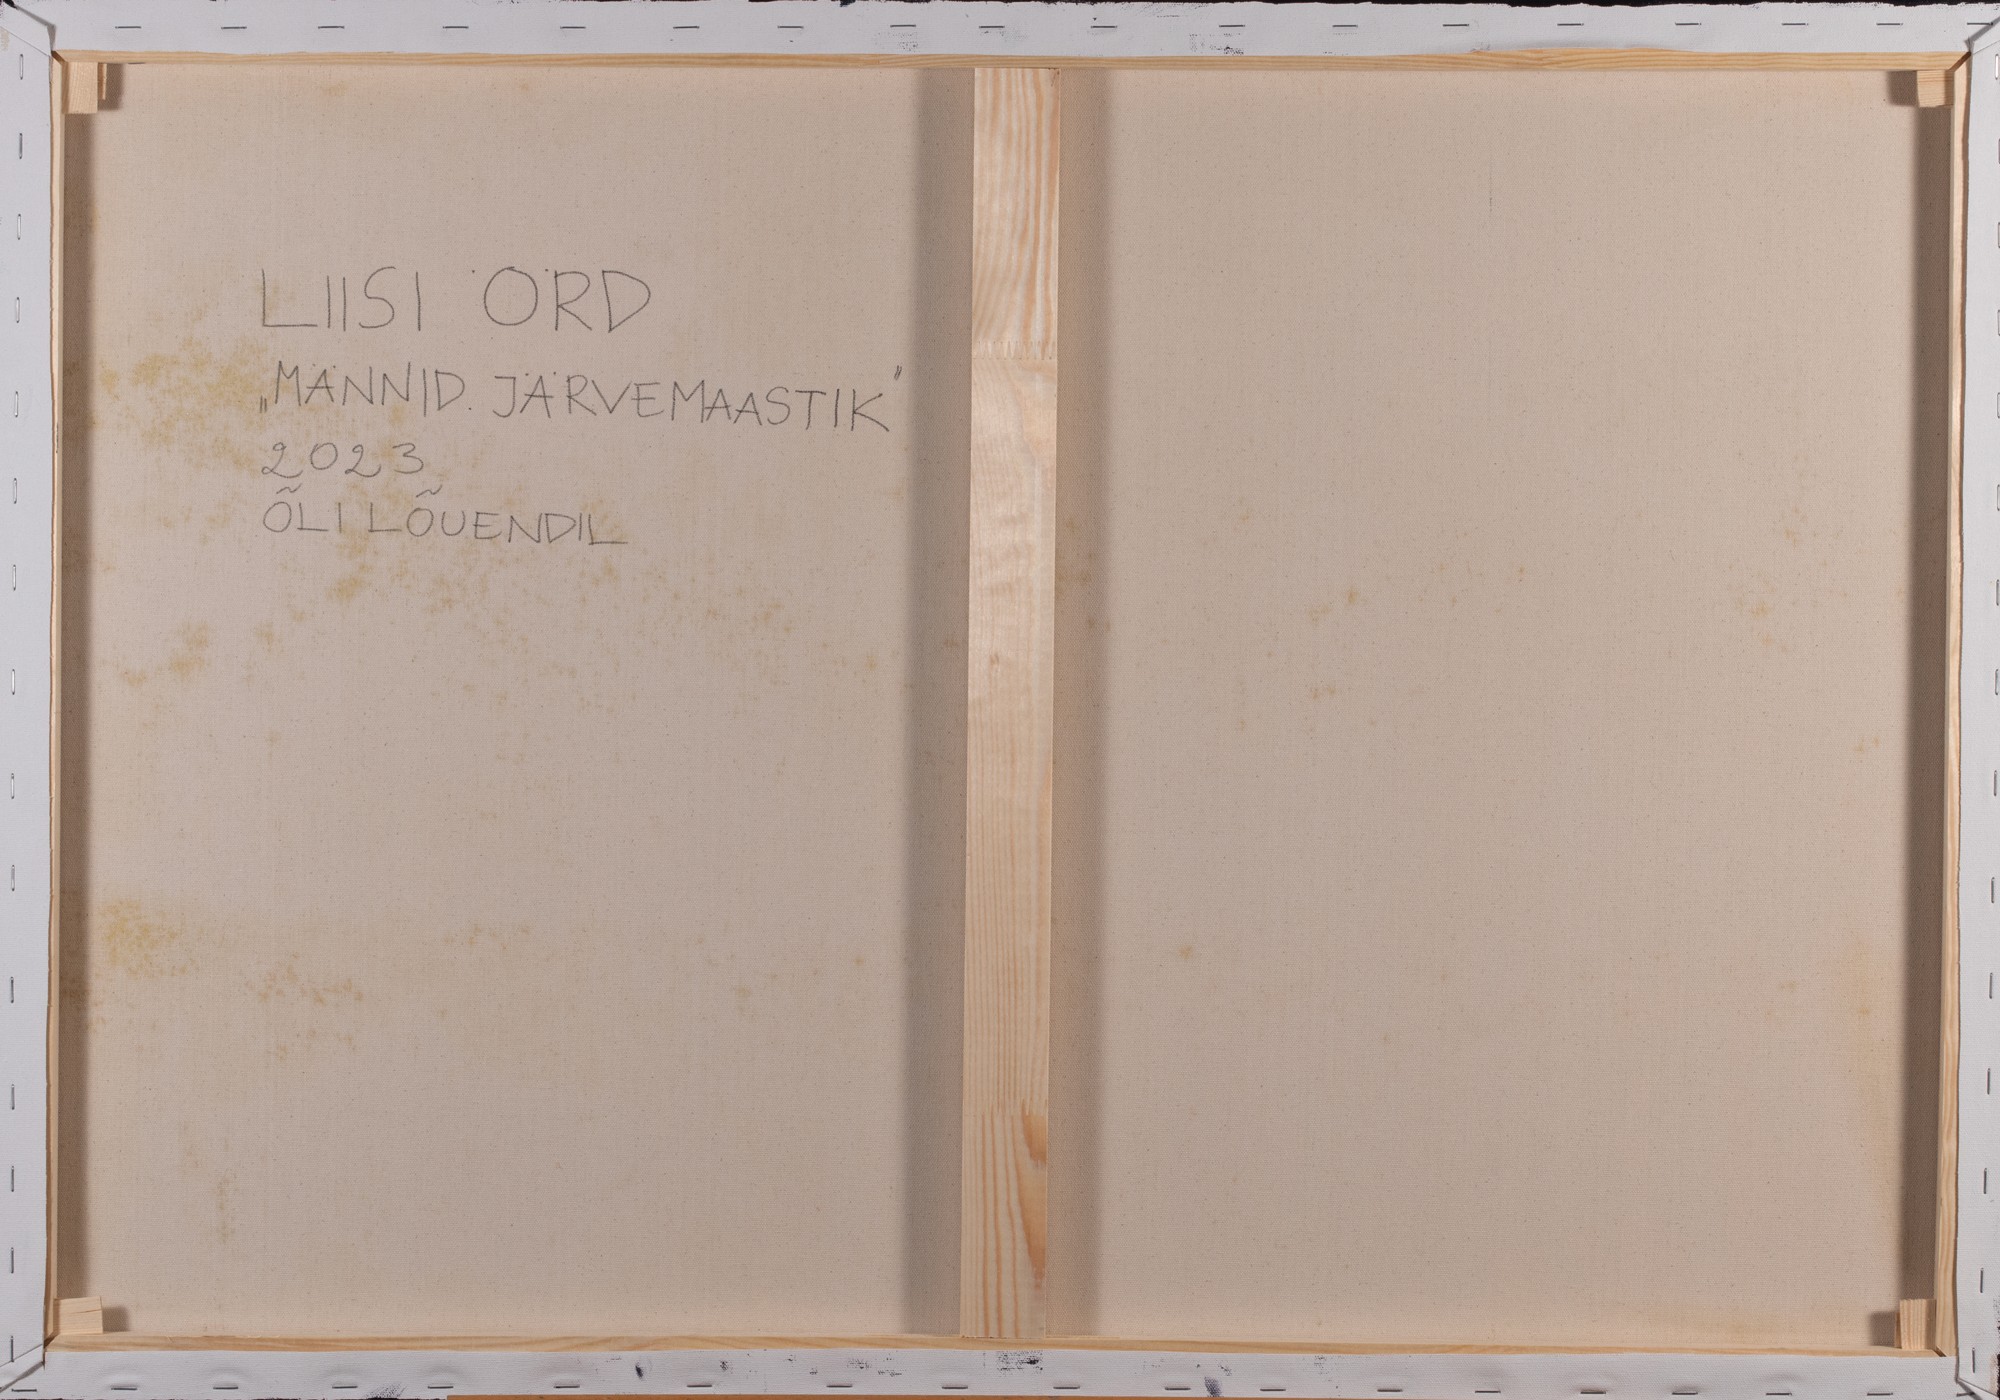 LIISI ÖRD
„MÄNNID. JÄRVEMAASTIK”
2023
ÕLI LÕUENDIL